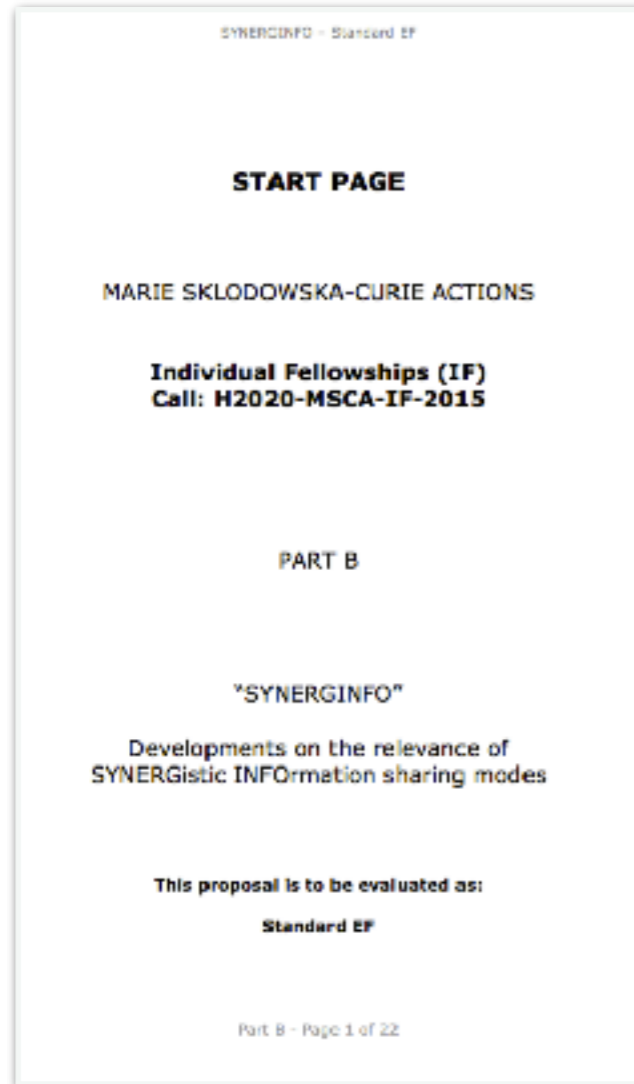 SYNERGINFO - Standard EF
START PAGE
MARIE SKLODOWSKA-CURIE ACTIONS
Individual Fellowships (IF)
Call: H2020-MSCA-IF-2015
PART B
"SYNERGINFO"
Developments on the relevance of
SYNERGistic INFOrmation sharing modes
This proposal is to be evaluated as:
Standard EF
Part B - Page 1 of 22